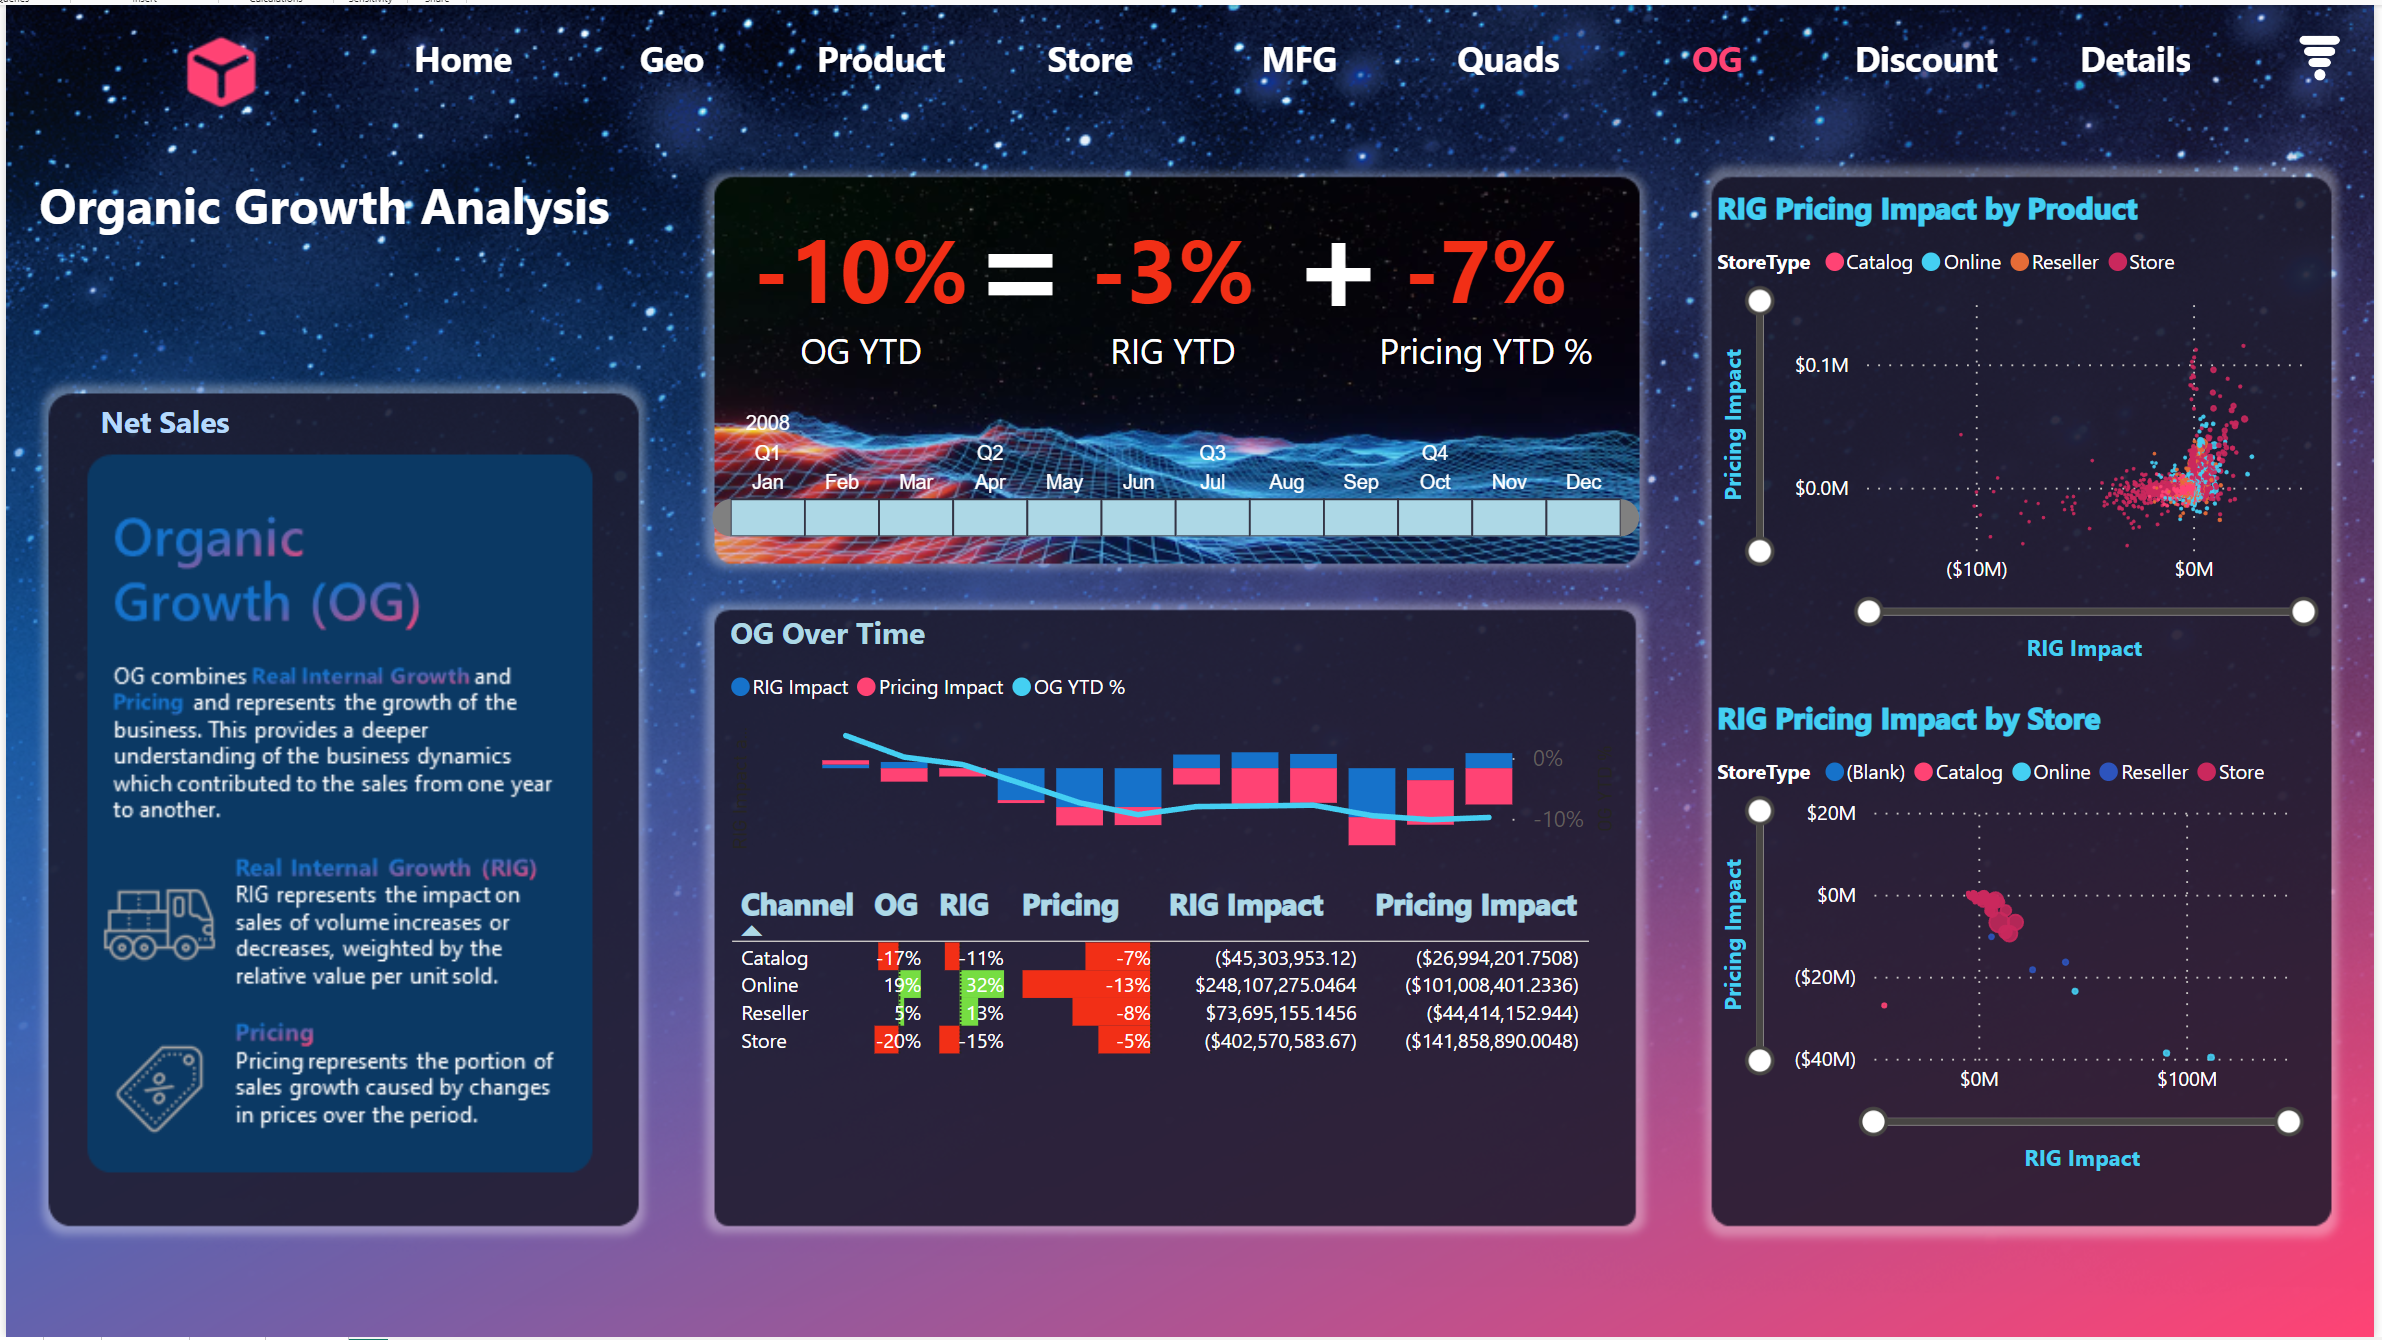 Home Geo Product Store MFG Quads OG Discount Details
Organic Growth Analysis
Net Sales
Organic
Growth (OG)
OG combines Real Internal Growth and
Pricing and represents the growth of the
business. This provides a deeper
understanding of the business dynamics
which contributed to the sales from one year
to another.
Real Internal Growth (RIG)
RIG represents the impact on
sales of volume increases or
decreases, weighted by the
relative value per unit sold.
Pricing
Pricing represents the portion of
sales growth caused by changes
in prices over the period.
-10% = -3% + -7%
OG YTD RIG YTD Pricing YTD %
2008
Q1 Q2 Q3 Q4
Jan Feb Mar Apr May Jun Jul Aug Sep Oct Nov Dec
OG Over Time
RIG Impact Pricing Impact OG YTD %
0%
-10%
Channel OG RIG Pricing RIG Impact Pricing Impact
Catalog -17% -11% -7% ($45,303,953.12) ($26,994,201.7508)
Online 19% 32% -13% $248,107,275.0464 ($101,008,401.2336)
Reseller 5% 13% -8% $73,695,155.1456 ($44,414,152.944)
Store -20% -15% -5% ($402,570,583.67) ($141,858,890.0048)
RIG Pricing Impact by Product
StoreType Catalog Online Reseller Store
Pricing Impact
$0.1M
$0.0M
($10M) $0M
RIG Impact
RIG Pricing Impact by Store
StoreType (Blank) Catalog Online Reseller Store
Pricing Impact
$20M
$0M
($20M)
($40M)
$0M $100M
RIG Impact